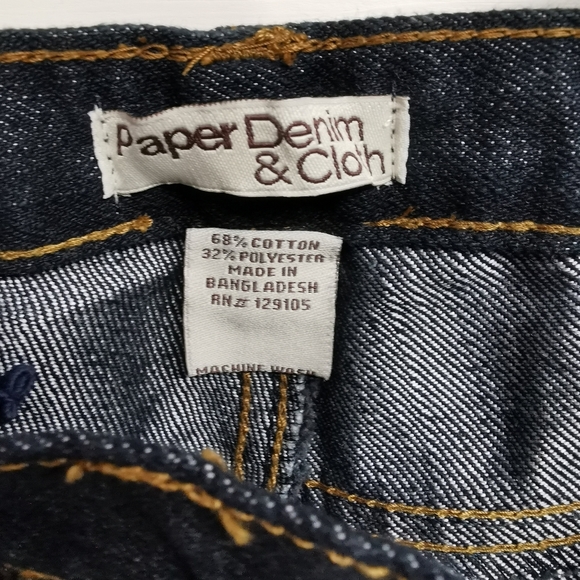 Paper Denim
& Cloth
68% COTTON
32% POLYESTER
MADE IN
BANGLADESH
RN# 129105
MACHINE WASH